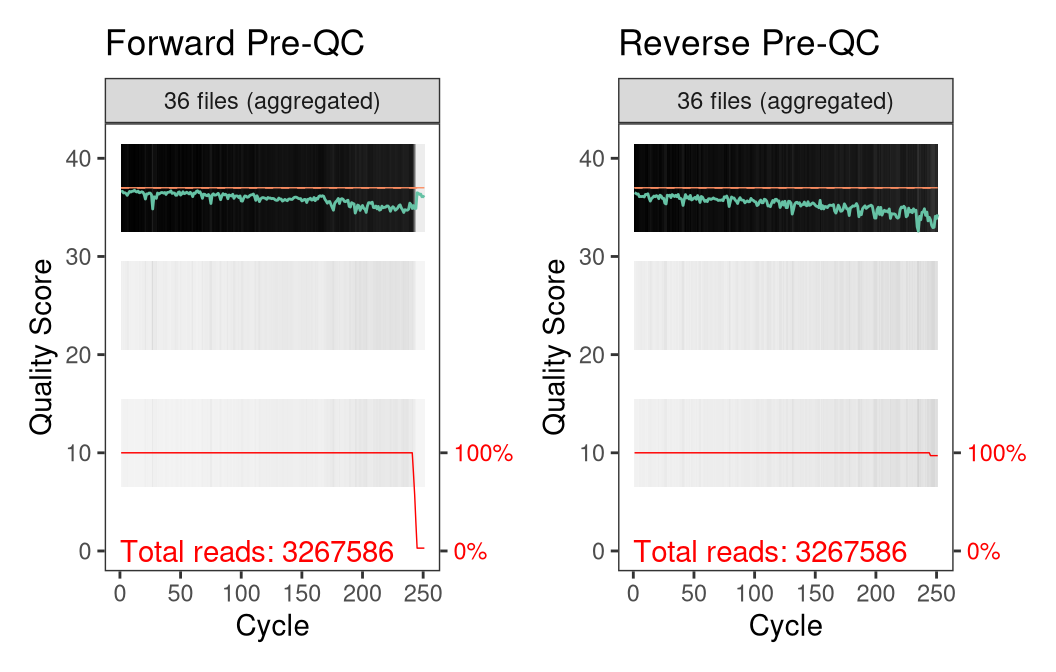 Forward Pre-QC
36 files (aggregated)
Quality Score
40
30
20
10
0
100%
0%
Total reads: 3267586
0 50 100 150 200 250
Cycle
Reverse Pre-QC
36 files (aggregated)
Quality Score
40
30
20
10
0
100%
0%
Total reads: 3267586
0 50 100 150 200 250
Cycle